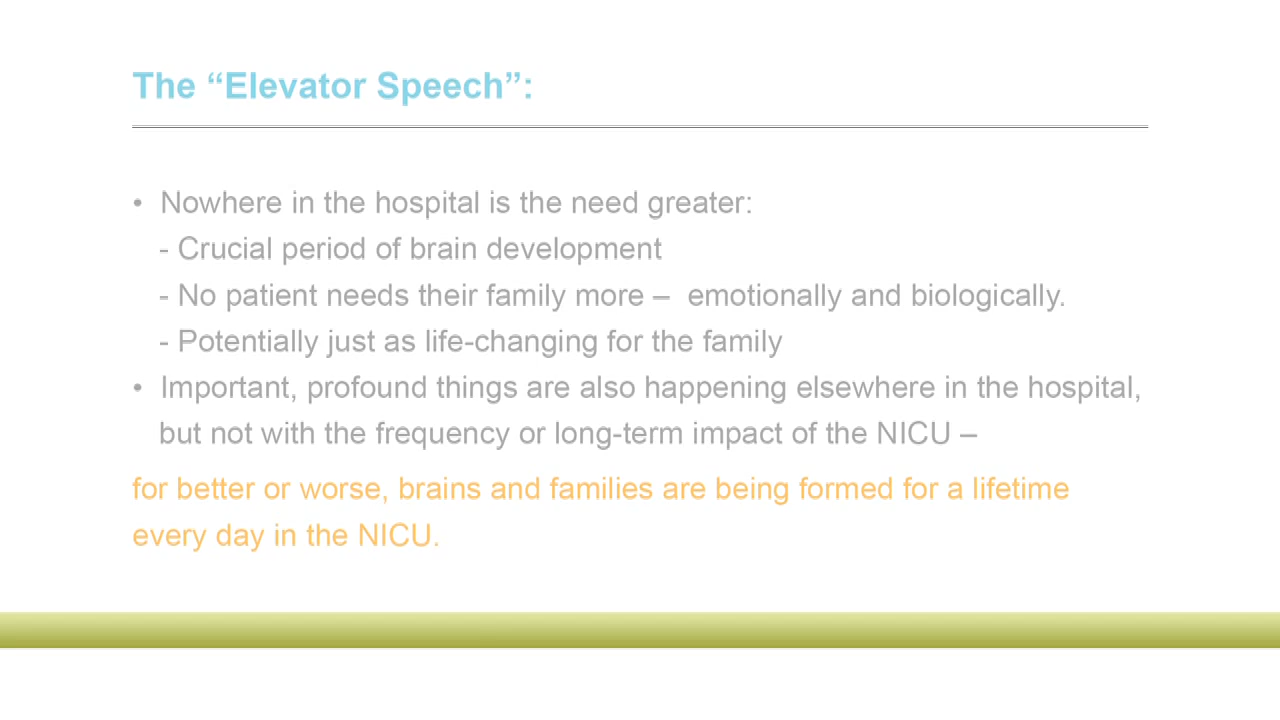 The “Elevator Speech”:
• Nowhere in the hospital is the need greater:
- Crucial period of brain development
- No patient needs their family more – emotionally and biologically.
- Potentially just as life-changing for the family
• Important, profound things are also happening elsewhere in the hospital,
but not with the frequency or long-term impact of the NICU –
for better or worse, brains and families are being formed for a lifetime
every day in the NICU.